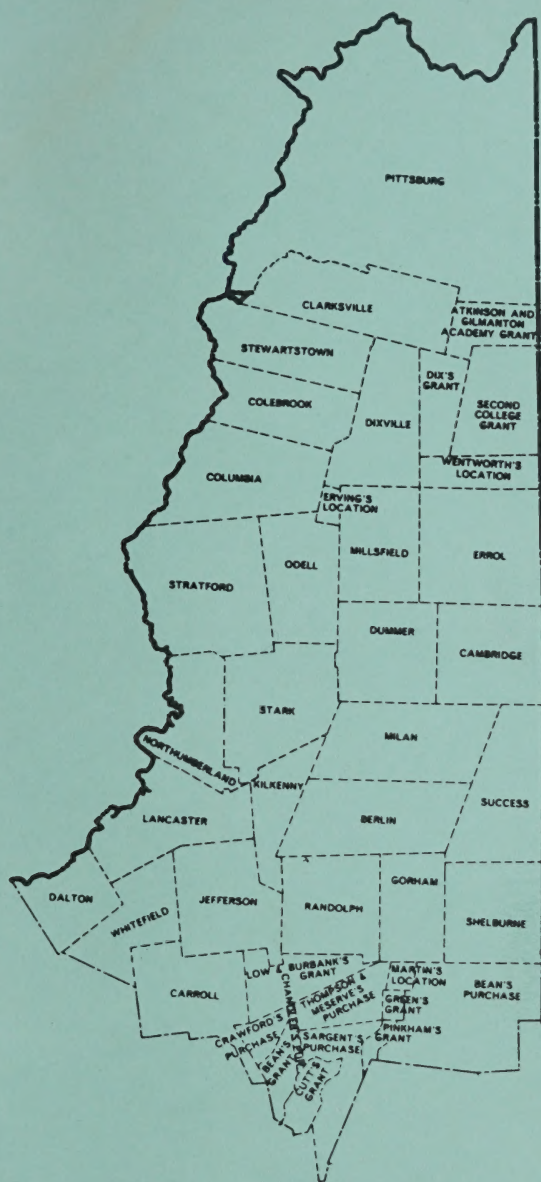 PITTSBURG
CLARKSVILLE
ATKINSON AND
GILMANTON
ACADEMY GRANT
STEWARTSTOWN
DIX'S
GRANT
COLEBROOK
SECOND
COLLEGE
GRANT
DIXVILLE
WENTWORTH'S
LOCATION
COLUMBIA
ERVING'S
LOCATION
ODELL
MILLSFIELD
ERROL
STRATFORD
DUMMER
CAMBRIDGE
STARK
MILAN
NORTHUMBERLAND
KILKENNY
SUCCESS
LANCASTER
BERLIN
GORHAM
DALTON
JEFFERSON
RANDOLPH
SHELBURNE
WHITEFIELD
LOW &
BURBANK'S
GRANT
MARTIN'S
LOCATION
BEAN'S
PURCHASE
CARROLL
THOMPSON &
MESERVE'S
PURCHASE
GREEN'S
GRANT
CRAWFORD'S
PURCHASE
SARGENT'S
PURCHASE
PINKHAM'S
GRANT
BEAN'S
GRANT
CUTT'S
GRANT